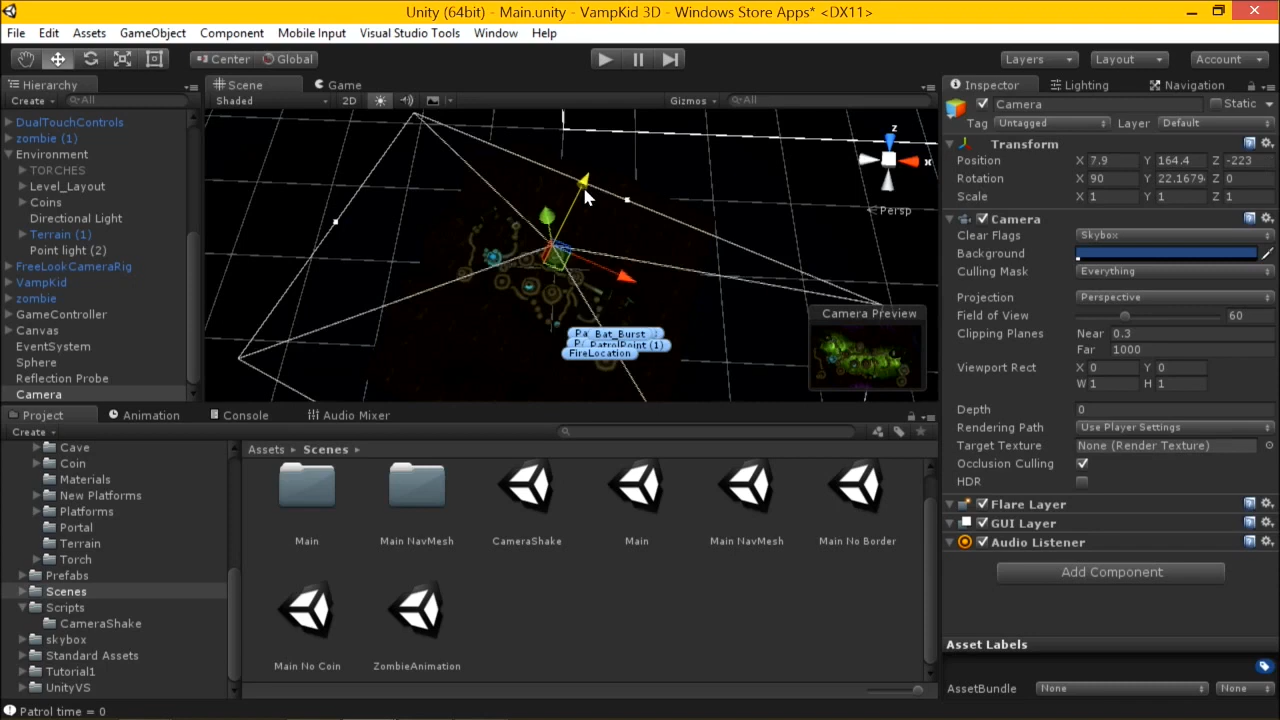 Unity (64bit) - Main.unity - VampKid 3D - Windows Store Apps* <DX11>
File Edit Assets GameObject Component Mobile Input Visual Studio Tools Window Help
Center Global Layers Layout Account
Hierarchy
Create All
DualTouchControls
zombie (1)
Environment
TORCHES
Level_Layout
Coins
Directional Light
Terrain (1)
Point light (2)
FreeLookCameraRig
VampKid
zombie
GameController
Canvas
EventSystem
Sphere
Reflection Probe
Camera
Scene Game
Shaded 2D Gizmos All
z
x
Persp
Bat_Burst
PatrolPoint (1)
FireLocation
Camera Preview
Inspector Lighting Navigation
Camera Static
Tag Untagged Layer Default
Transform
Position X 7.9 Y 164.4 Z -223
Rotation X 90 Y 22.1679 Z 0
Scale X 1 Y 1 Z 1
Camera
Clear Flags Skybox
Background
Culling Mask Everything
Projection Perspective
Field of View 60
Clipping Planes Near 0.3
Far 1000
Viewport Rect X 0 Y 0
W 1 H 1
Depth 0
Rendering Path Use Player Settings
Target Texture None (Render Texture)
Occlusion Culling
HDR
Flare Layer
GUI Layer
Audio Listener
Add Component
Asset Labels
AssetBundle None None
Project Animation Console Audio Mixer
Create
Cave
Coin
Materials
New Platforms
Platforms
Portal
Terrain
Torch
Prefabs
Scenes
Scripts
CameraShake
skybox
Standard Assets
Tutorial1
UnityVS
Assets Scenes
Main Main NavMesh CameraShake Main Main NavMesh Main No Border
Main No Coin ZombieAnimation
Patrol time = 0